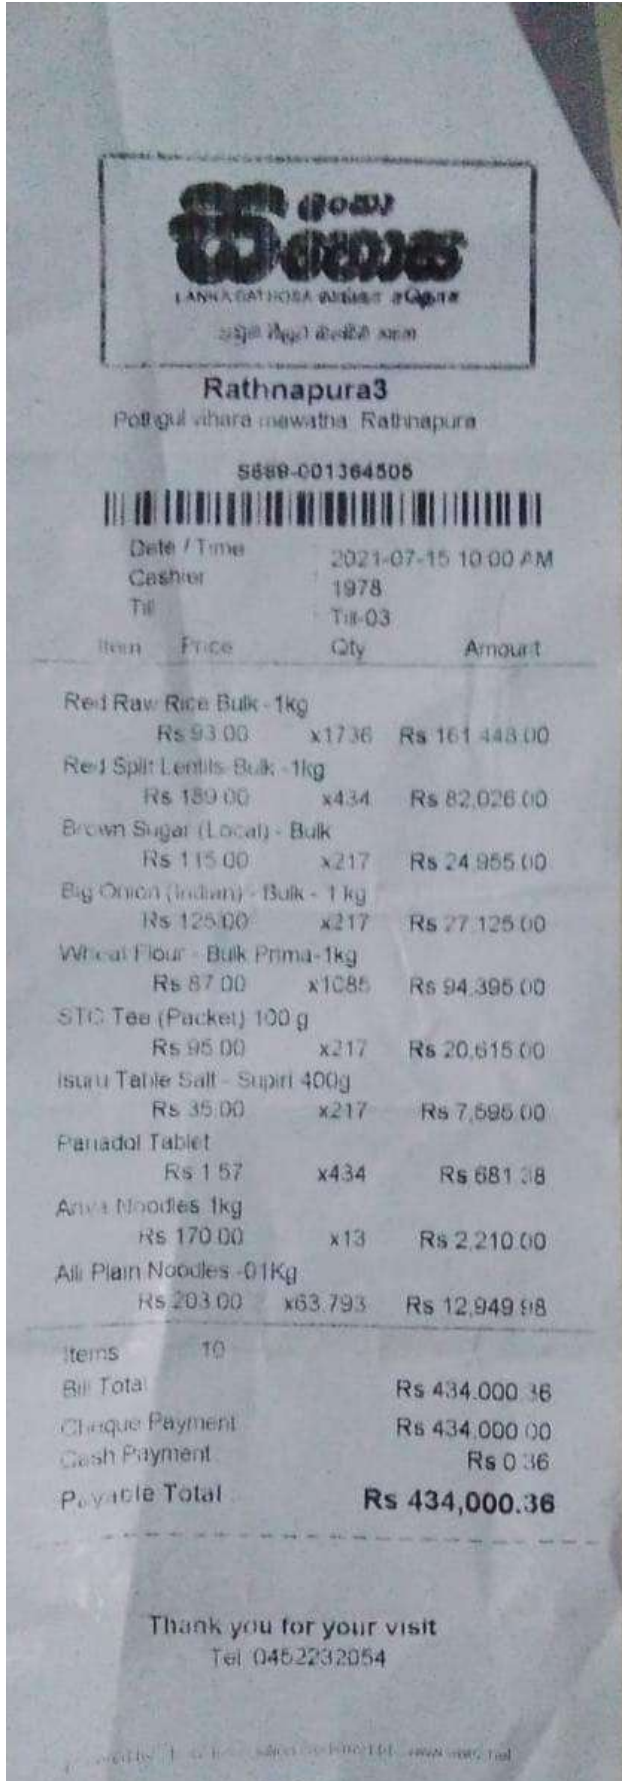 ලංකා
සතොස
LANKA SATHOSA லங்கா சதொச
Rathnapura3
Pothgul vihara mawatha Rathnapura
S689-001364505
Date / Time 2021-07-15 10:00 AM
Cashier : 1978
Till : Till-03
Item Price Qty Amount
Red Raw Rice Bulk -1kg
Rs 93.00 x1736 Rs 161,448.00
Red Split Lentils-Bulk -1kg
Rs 189.00 x434 Rs 82,026.00
Brown Sugar (Local) - Bulk
Rs 115.00 x217 Rs 24,955.00
Big Onion (Indian) - Bulk - 1 kg
Rs 125.00 x217 Rs 27,125.00
Wheat Flour - Bulk Prima-1kg
Rs 87.00 x1085 Rs 94,395.00
STC Tea (Packet) 100 g
Rs 95.00 x217 Rs 20,615.00
Isuru Table Salt - Supiri 400g
Rs 35.00 x217 Rs 7,595.00
Panadol Tablet
Rs 1.57 x434 Rs 681.38
Noodles 1kg
Rs 170.00 x13 Rs 2,210.00
Plain Noodles -01Kg
Rs 203.00 x63.793 Rs 12,949.98
Items 10
Bill Total Rs 434,000.36
Cheque Payment Rs 434,000.00
Cash Payment Rs 0.36
Payable Total Rs 434,000.36
Thank you for your visit
Tel 0452232054